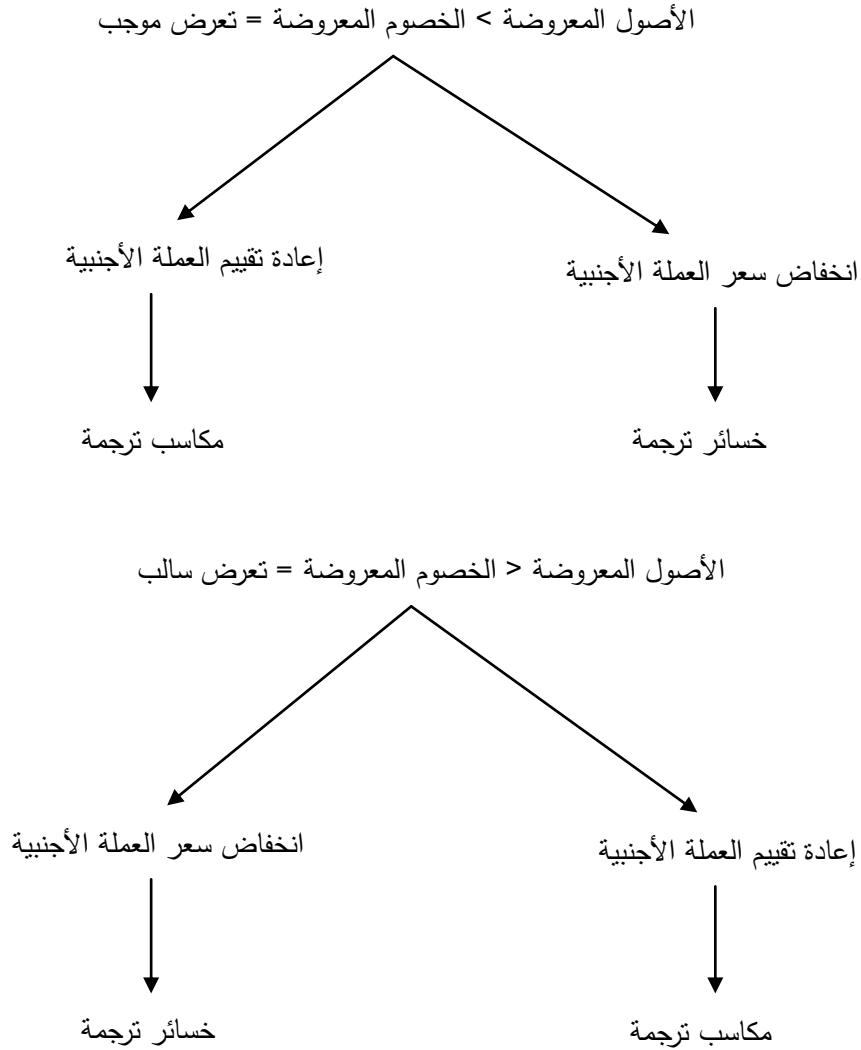 الأصول المعروضة > الخصوم المعروضة = تعرض موجب
إعادة تقييم العملة الأجنبية
انخفاض سعر العملة الأجنبية
مكاسب ترجمة
خسائر ترجمة
الأصول المعروضة < الخصوم المعروضة = تعرض سالب
انخفاض سعر العملة الأجنبية
إعادة تقييم العملة الأجنبية
خسائر ترجمة
مكاسب ترجمة